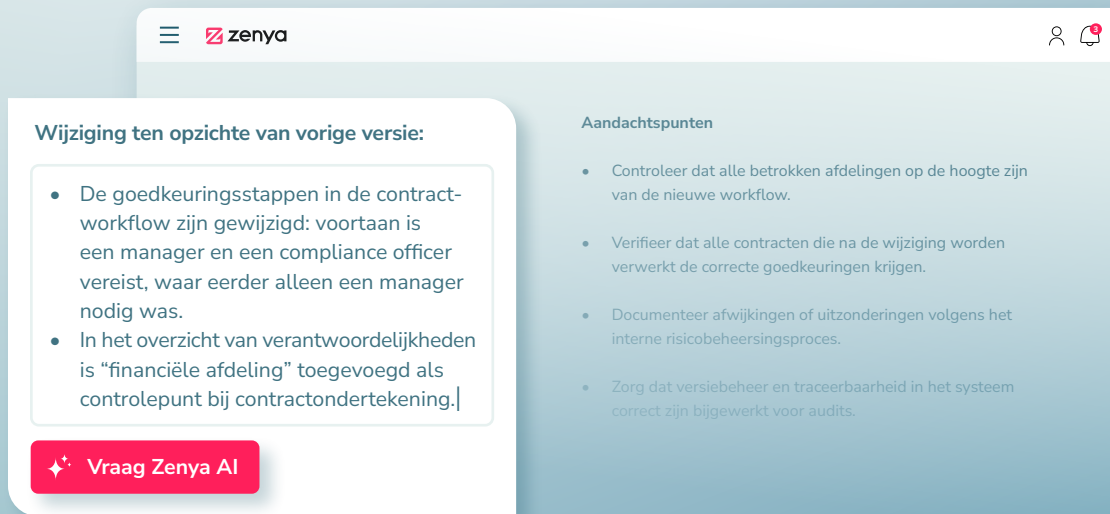 zenya
3
Wijziging ten opzichte van vorige versie:
• De goedkeuringsstappen in de contract-
workflow zijn gewijzigd: voortaan is
een manager en een compliance officer
vereist, waar eerder alleen een manager
nodig was.
• In het overzicht van verantwoordelijkheden
is “financiële afdeling” toegevoegd als
controlepunt bij contractondertekening.
Vraag Zenya AI
Aandachtspunten
• Controleer dat alle betrokken afdelingen op de hoogte zijn
van de nieuwe workflow.
• Verifieer dat alle contracten die na de wijziging worden
verwerkt de correcte goedkeuringen krijgen.
• Documenteer afwijkingen of uitzonderingen volgens het
interne risicobeheersingsproces.
• Zorg dat versiebeheer en traceerbaarheid in het systeem
correct zijn bijgewerkt voor audits.